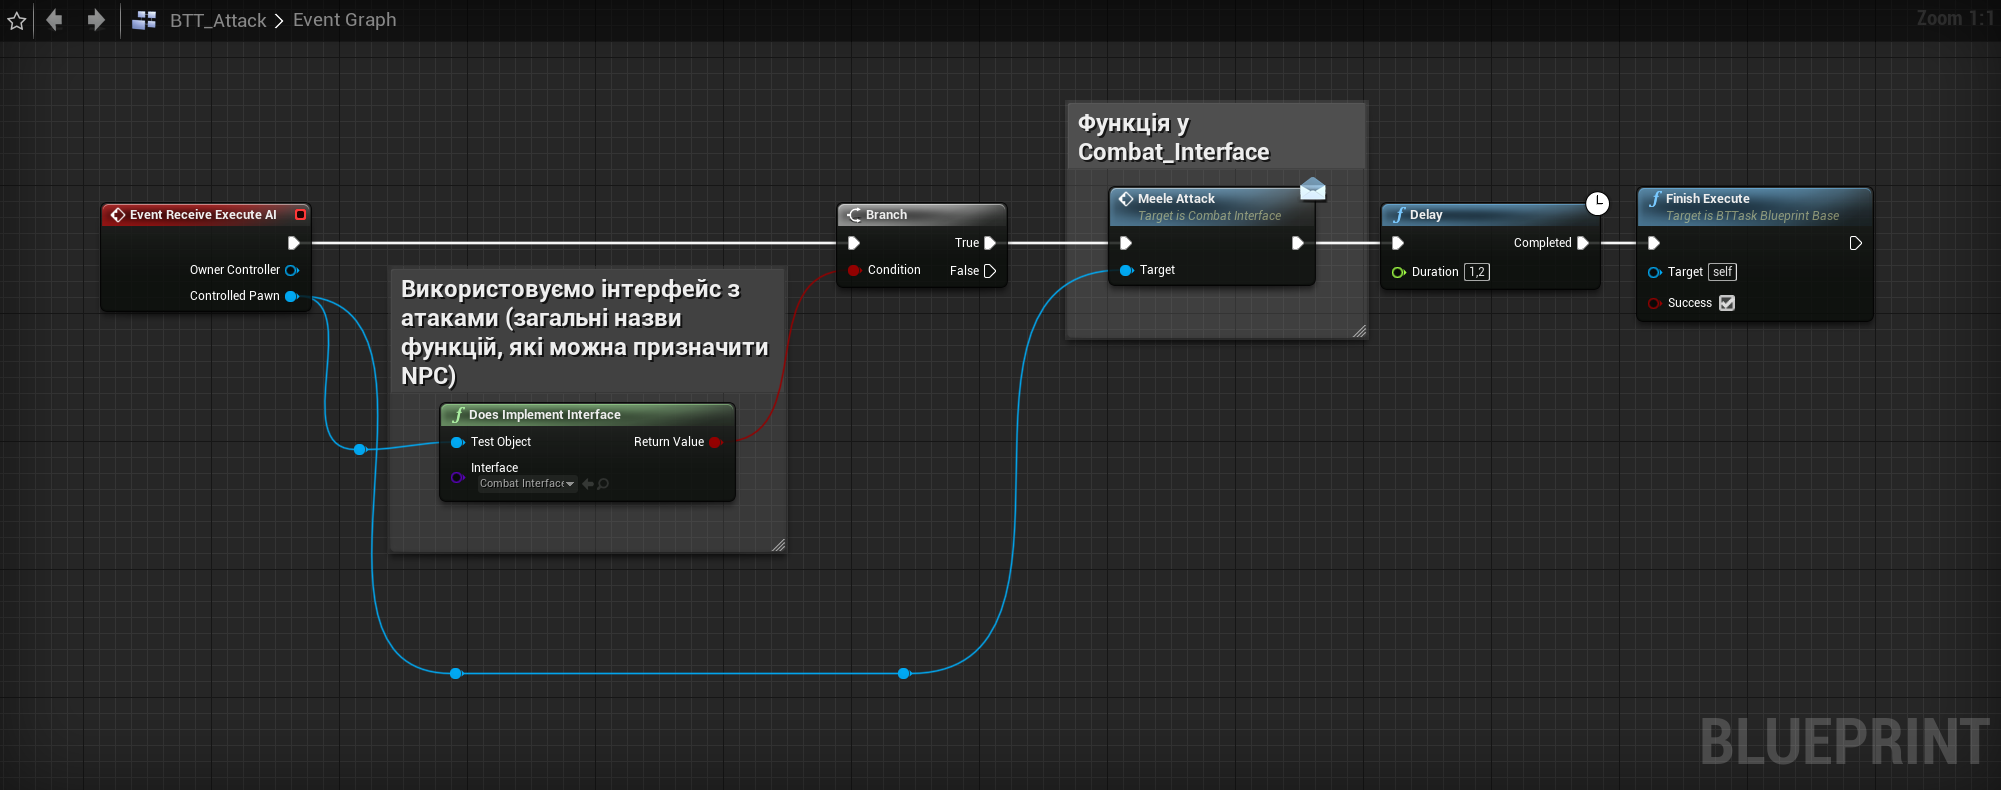 BTT_Attack > Event Graph
Zoom 1:1
Функція у
Combat_Interface
Event Receive Execute AI
Owner Controller
Controlled Pawn
Використовуємо інтерфейс з
атаками (загальні назви
функцій, які можна призначити
NPC)
Does Implement Interface
Test Object
Return Value
Interface
Combat Interface
Branch
True
Condition
False
Meele Attack
Target is Combat Interface
Target
Delay
Completed
Duration 1,2
Finish Execute
Target is BTTask Blueprint Base
Target self
Success
BLUEPRINT